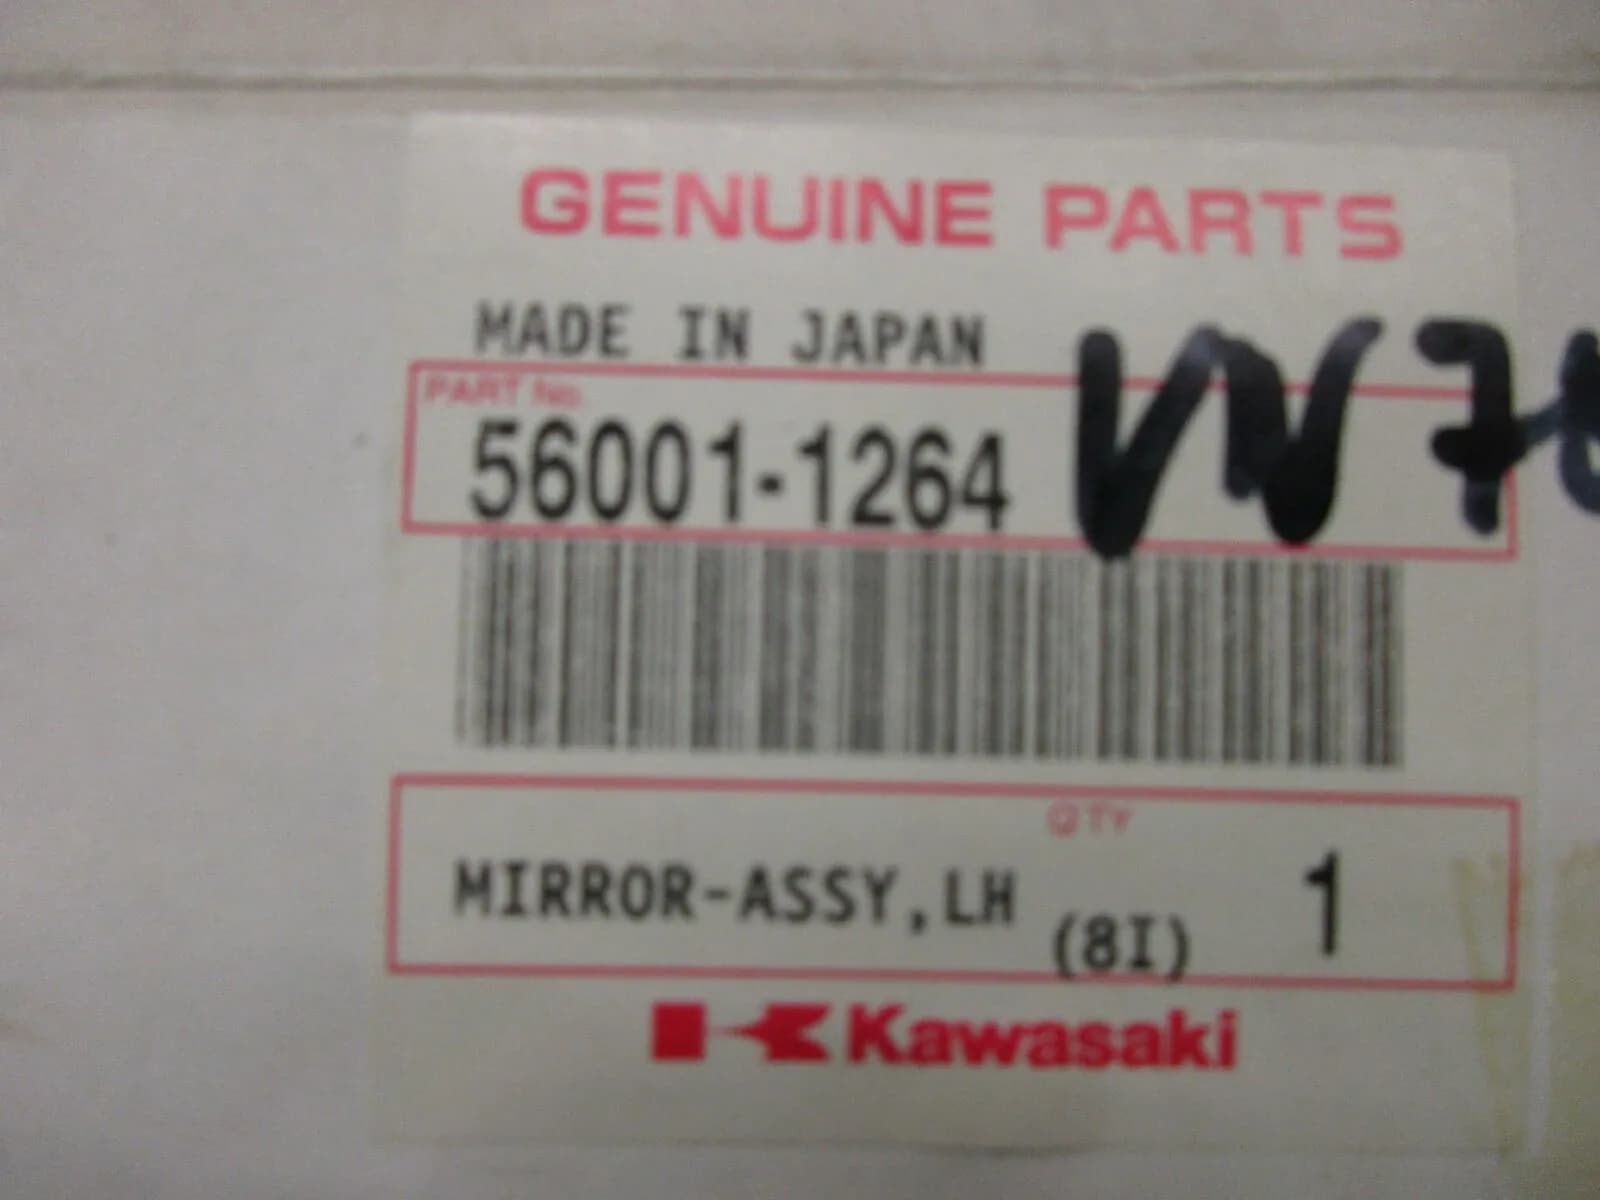 GENUINE PARTS
MADE IN JAPAN
PART No.
56001-1264
QTY
MIRROR-ASSY,LH (8I) 1
Kawasaki